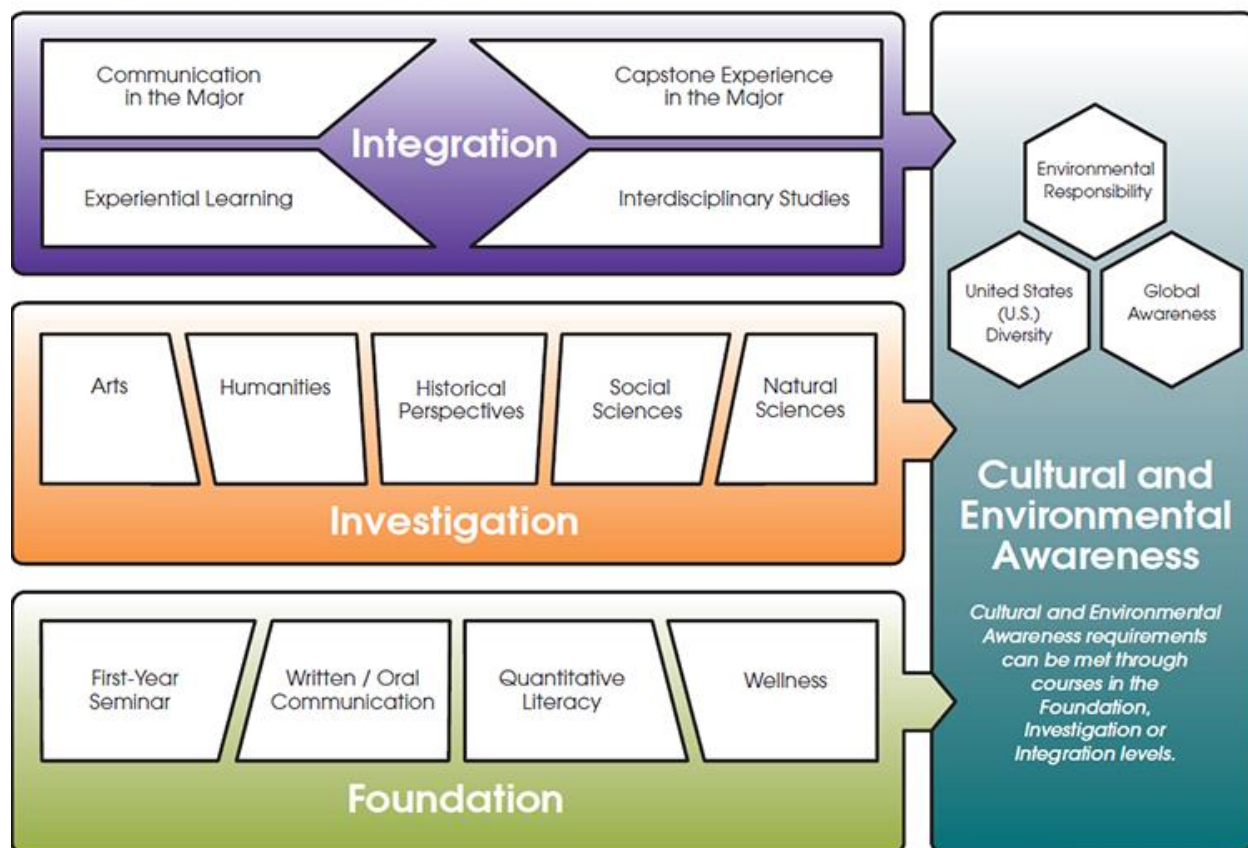 Communication
in the Major
Capstone Experience
in the Major
Integration
Experiential Learning
Interdisciplinary Studies
Arts
Humanities
Historical
Perspectives
Social
Sciences
Natural
Sciences
Investigation
First-Year
Seminar
Written / Oral
Communication
Quantitative
Literacy
Wellness
Foundation
Environmental
Responsibility
United States
(U.S.)
Diversity
Global
Awareness
Cultural and
Environmental
Awareness
Cultural and Environmental
Awareness requirements
can be met through
courses in the
Foundation,
Investigation or
Integration levels.